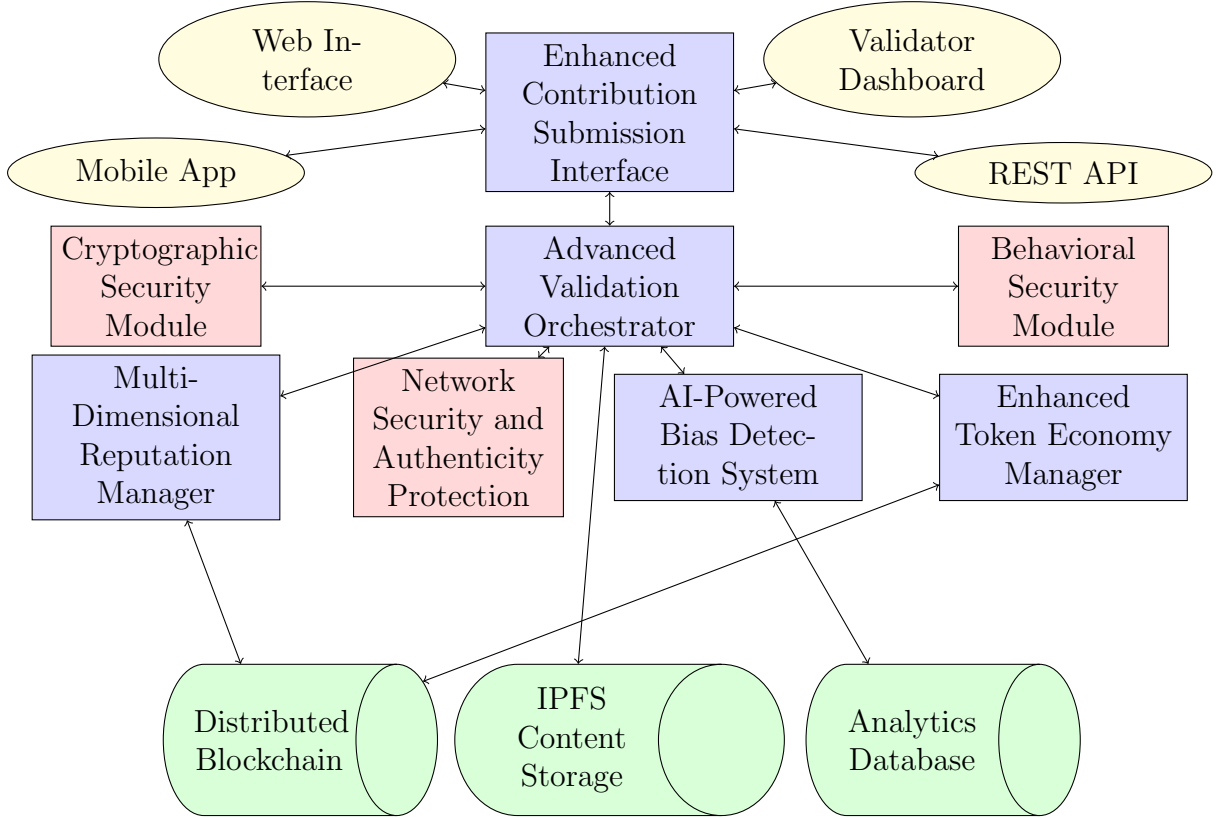 Web In-
terface
Enhanced
Contribution
Submission
Interface
Validator
Dashboard
Mobile App
REST API
Cryptographic
Security
Module
Advanced
Validation
Orchestrator
Behavioral
Security
Module
Multi-
Dimensional
Reputation
Manager
Network
Security and
Authenticity
Protection
AI-Powered
Bias Detec-
tion System
Enhanced
Token Economy
Manager
Distributed
Blockchain
IPFS
Content
Storage
Analytics
Database